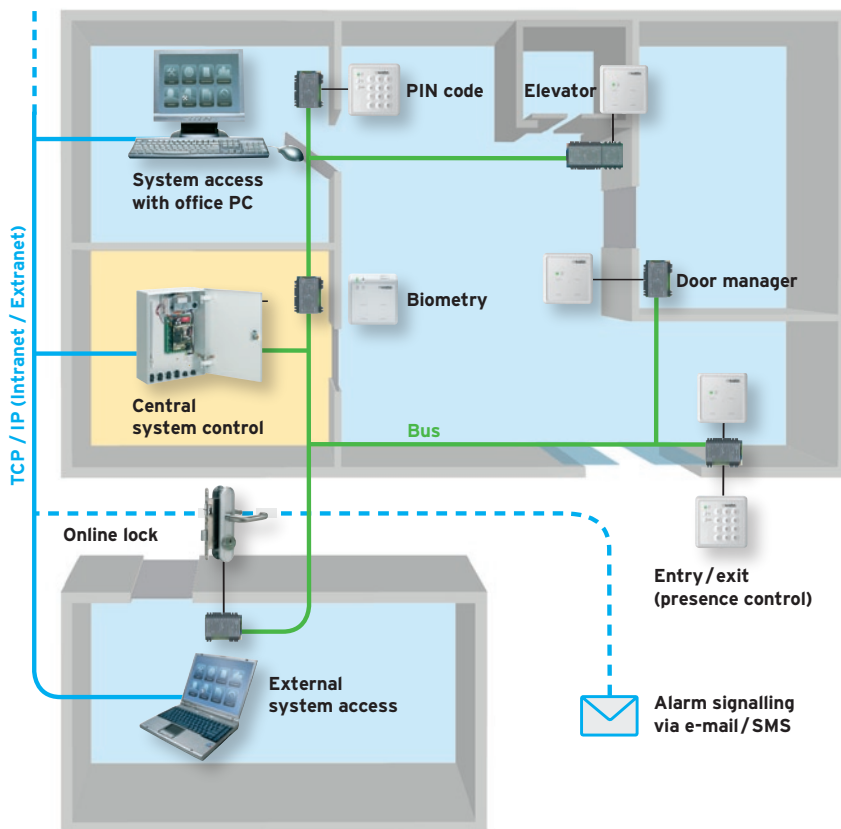 PIN code
Elevator
System access
with office PC
TCP / IP (Intranet / Extranet)
Biometry
Door manager
Central
system control
Bus
Online lock
Entry/exit
(presence control)
External
system access
Alarm signalling
via e-mail/SMS